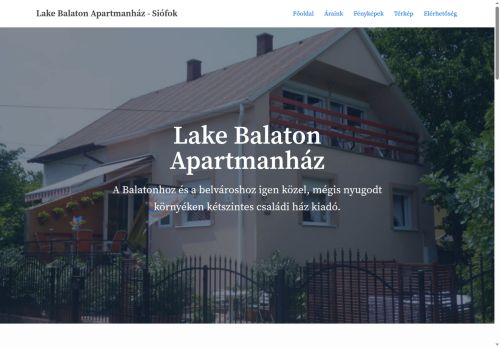 Lake Balaton Apartmanház - Siófok
Főoldal Áraink Fényképek Térkép Elérhetőség
Lake Balaton
Apartmanház
A Balatonhoz és a belvároshoz igen közel, mégis nyugodt
környéken kétszintes családi ház kiadó.